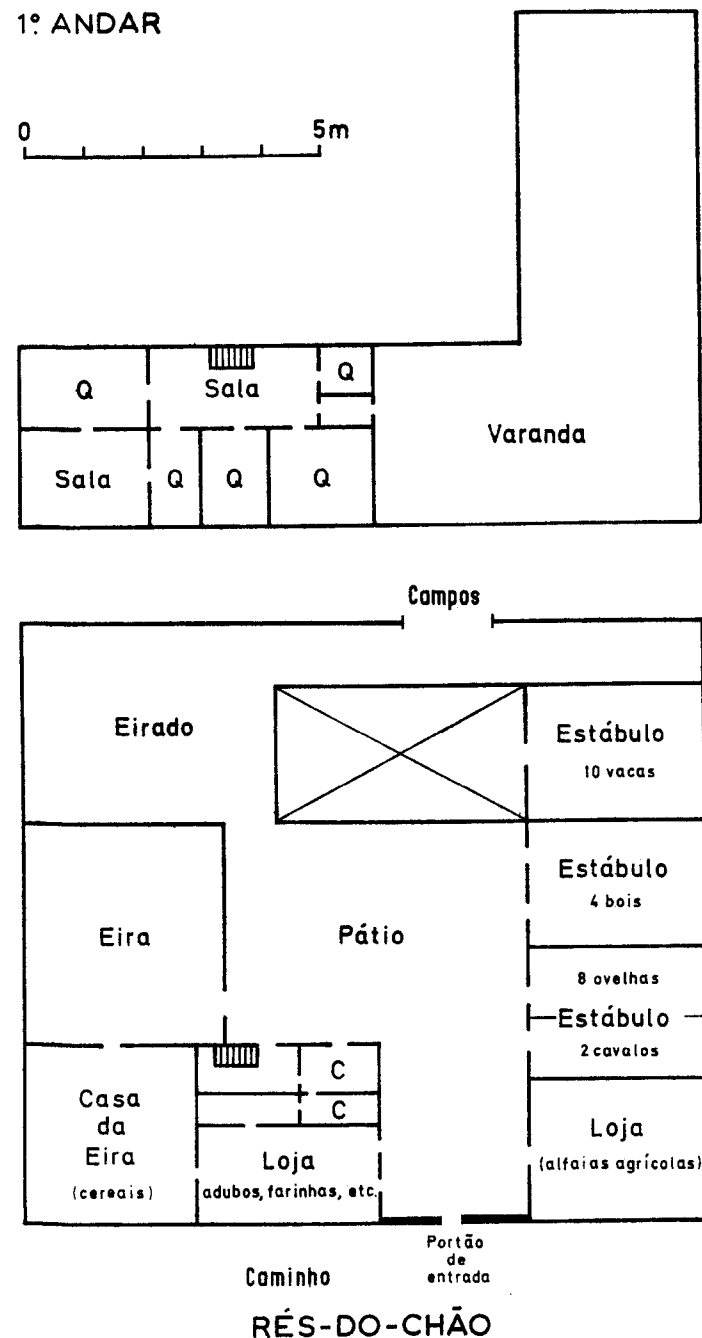 1º ANDAR
0 5m
Q Sala Q
Varanda
Sala Q Q Q
Campos
Eirado
Estábulo
10 vacas
Estábulo
4 bois
Eira
Pátio
8 ovelhas
Estábulo
2 cavalos
C
Casa
da
Eira
(cereais)
C
Loja
adubos, farinhas, etc.
Loja
(alfaias agrícolas)
Portão
de
entrada
Caminho
RÉS-DO-CHÃO